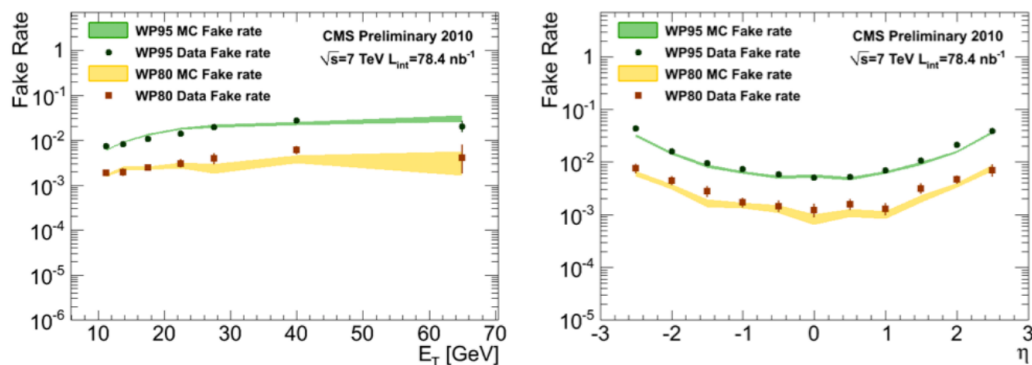 Fake Rate
1
10⁻¹
10⁻²
10⁻³
10⁻⁴
10⁻⁵
10⁻⁶
WP95 MC Fake rate
WP95 Data Fake rate
WP80 MC Fake rate
WP80 Data Fake rate
CMS Preliminary 2010
√s=7 TeV L_int=78.4 nb⁻¹
10 20 30 40 50 60 70
E_T [GeV]
Fake Rate
1
10⁻¹
10⁻²
10⁻³
10⁻⁴
10⁻⁵
WP95 MC Fake rate
WP95 Data Fake rate
WP80 MC Fake rate
WP80 Data Fake rate
CMS Preliminary 2010
√s=7 TeV L_int=78.4 nb⁻¹
-3 -2 -1 0 1 2 3
η